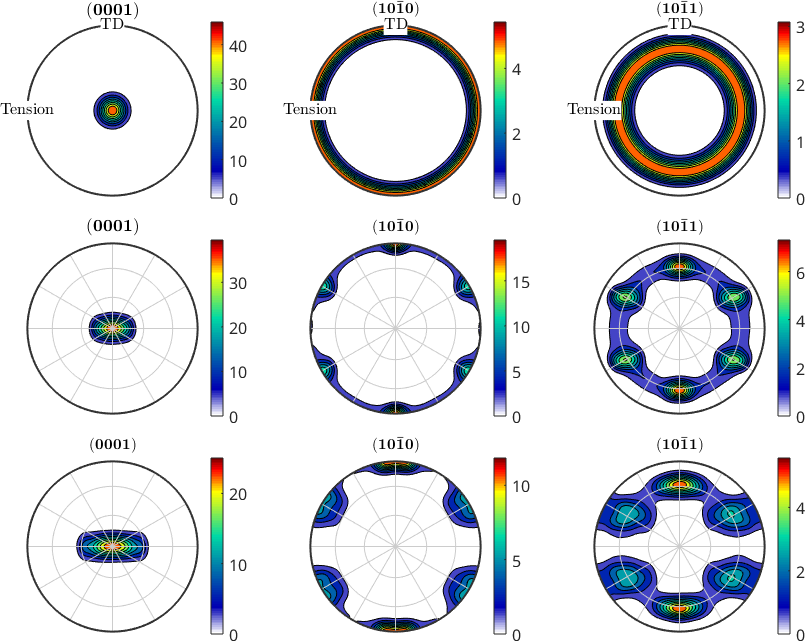 (0001) (101̅0) (101̅1)
TD TD TD
Tension Tension Tension
40 30 20 10 0
4 2 0
3 2 1 0
(0001) (101̅0) (101̅1)
30 20 10 0
15 10 5 0
6 4 2 0
(0001) (101̅0) (101̅1)
20 10 0
10 5 0
4 2 0